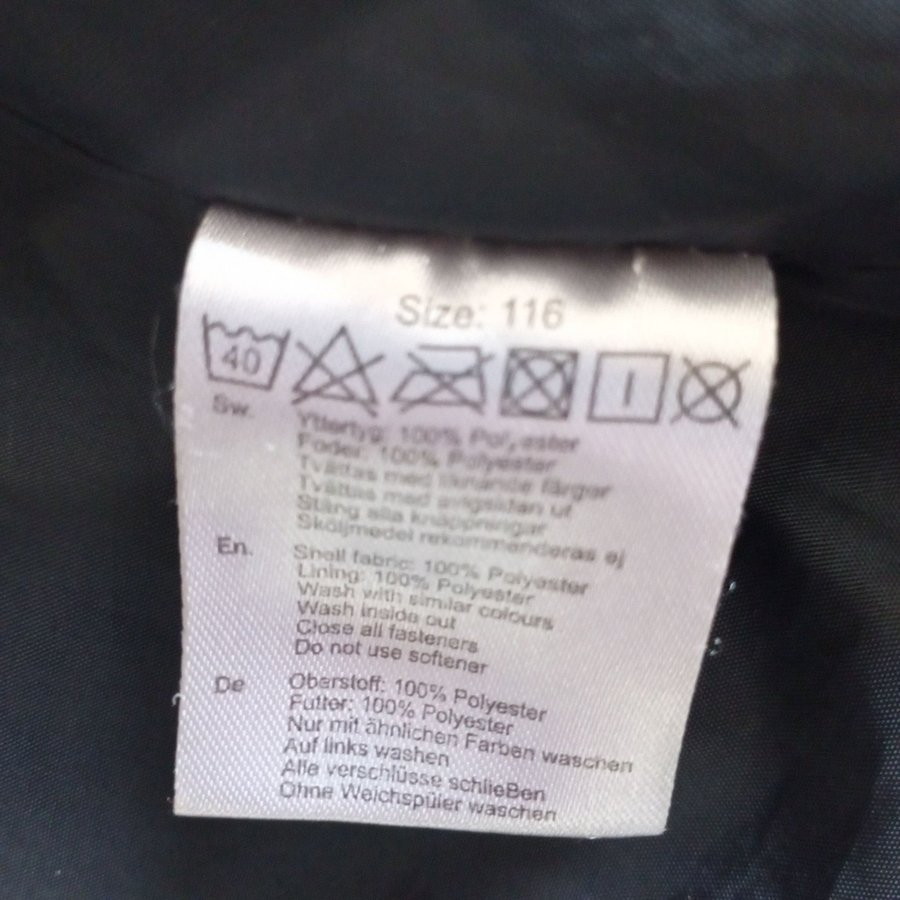 Size: 116
40
Sw.
Yttertyg: 100% Polyester
Foder: 100% Polyester
Tvättas med liknande färger
Tvättas med avigsidan ut
Stäng alla knäppningar
Sköljmedel rekommenderas ej
En.
Shell fabric: 100% Polyester
Lining: 100% Polyester
Wash with similar colours
Wash inside out
Close all fasteners
Do not use softener
De
Oberstoff: 100% Polyester
Futter: 100% Polyester
Nur mit ähnlichen Farben waschen
Auf links washen
Alle verschlüsse schließen
Ohne Weichspüler waschen